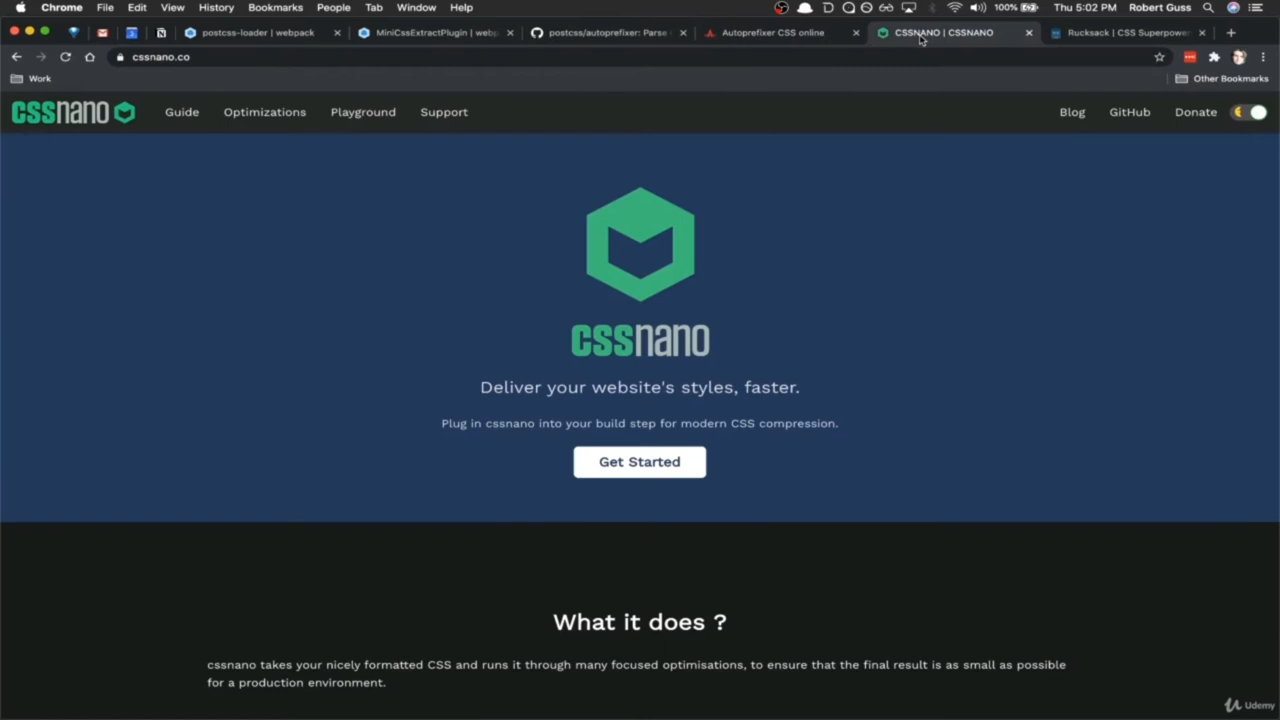 Chrome File Edit View History Bookmarks People Tab Window Help 100% Thu 5:02 PM Robert Guss
postcss-loader | webpack MiniCssExtractPlugin | webp postcss/autoprefixer: Parse Autoprefixer CSS online CSSNANO | CSSNANO Rucksack | CSS Superpower
cssnano.co
Work Other Bookmarks
cssnano Guide Optimizations Playground Support Blog GitHub Donate
cssnano
Deliver your website's styles, faster.
Plug in cssnano into your build step for modern CSS compression.
Get Started
What it does ?
cssnano takes your nicely formatted CSS and runs it through many focused optimisations, to ensure that the final result is as small as possible
for a production environment.
Udemy